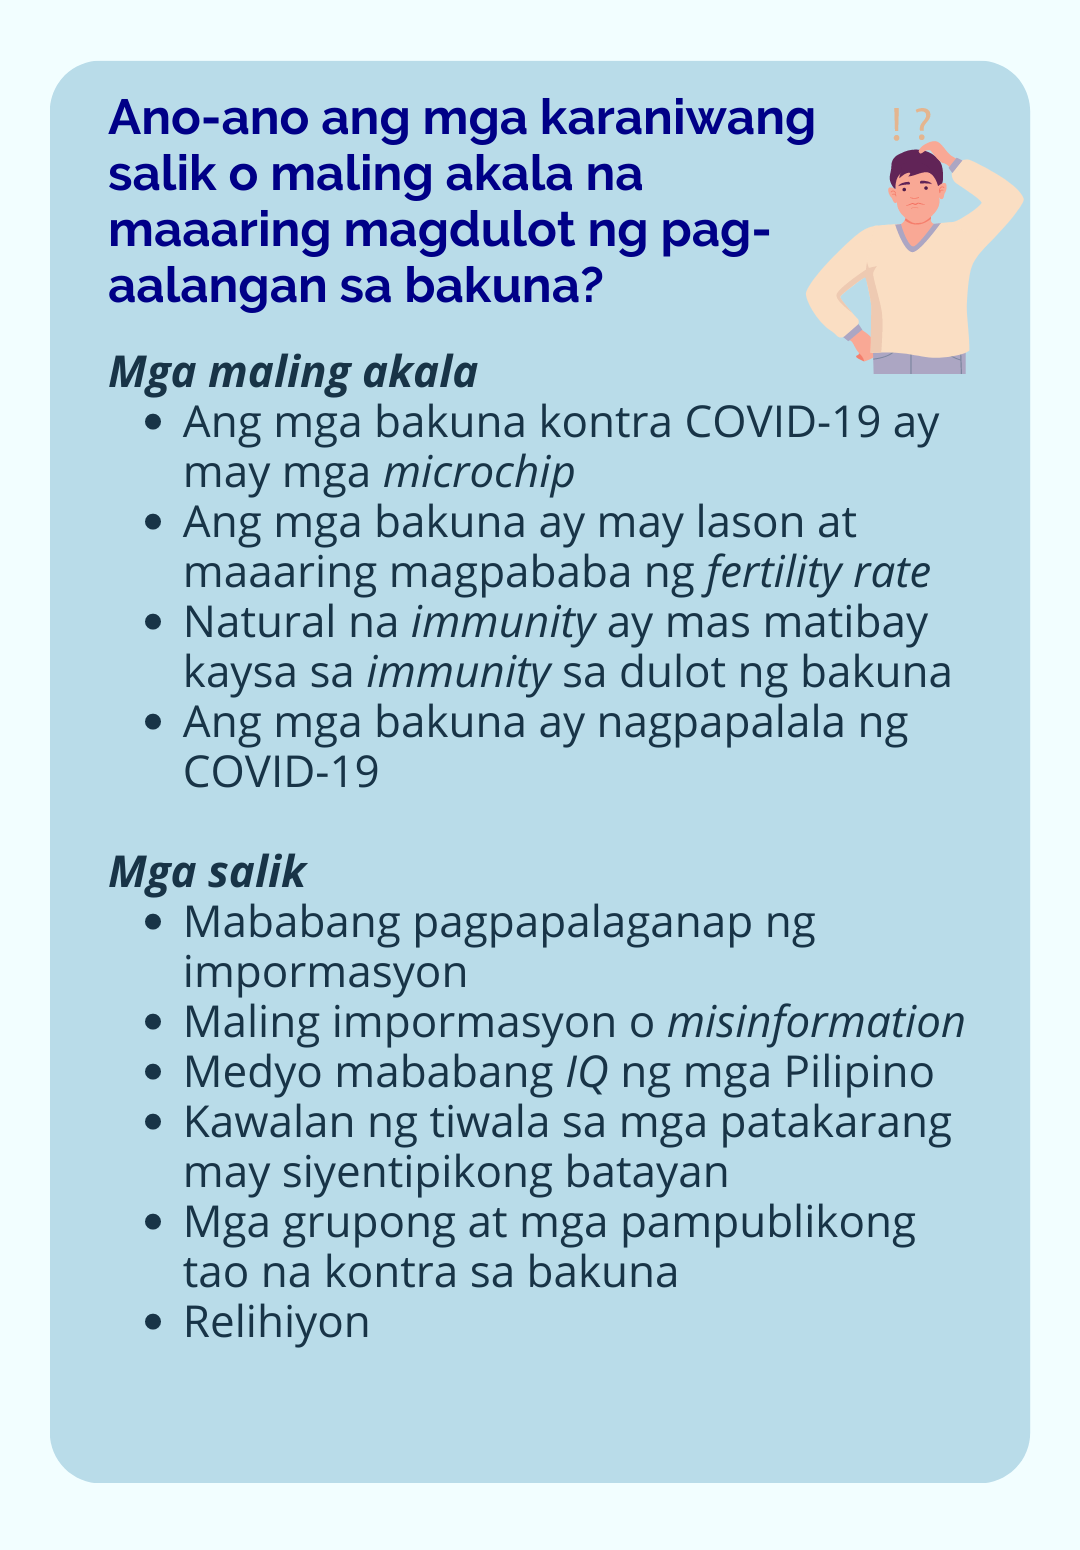 Ano-ano ang mga karaniwang
salik o maling akala na
maaaring magdulot ng pag-
aalangan sa bakuna?
! ?
Mga maling akala
• Ang mga bakuna kontra COVID-19 ay
may mga microchip
• Ang mga bakuna ay may lason at
maaaring magpababa ng fertility rate
• Natural na immunity ay mas matibay
kaysa sa immunity sa dulot ng bakuna
• Ang mga bakuna ay nagpapalala ng
COVID-19
Mga salik
• Mababang pagpapalaganap ng
impormasyon
• Maling impormasyon o misinformation
• Medyo mababang IQ ng mga Pilipino
• Kawalan ng tiwala sa mga patakarang
may siyentipikong batayan
• Mga grupong at mga pampublikong
tao na kontra sa bakuna
• Relihiyon